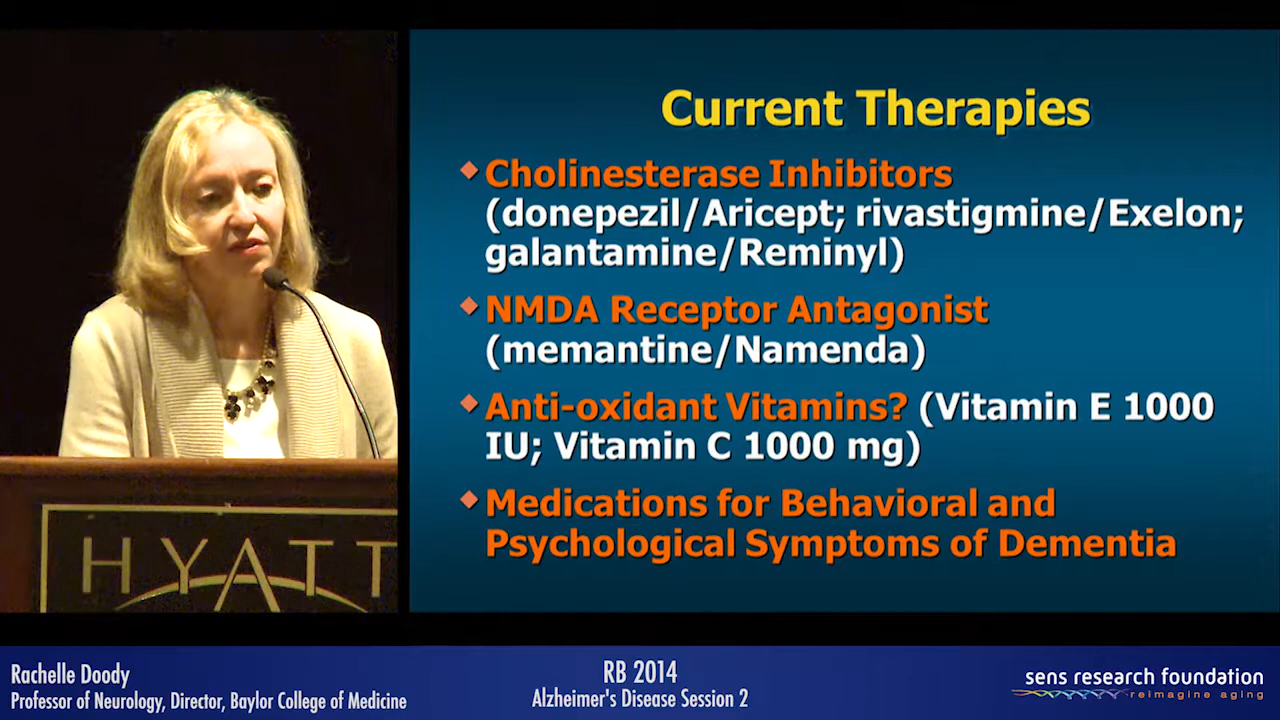 Current Therapies
Cholinesterase Inhibitors
(donepezil/Aricept; rivastigmine/Exelon;
galantamine/Reminyl)
NMDA Receptor Antagonist
(memantine/Namenda)
Anti-oxidant Vitamins? (Vitamin E 1000
IU; Vitamin C 1000 mg)
Medications for Behavioral and
Psychological Symptoms of Dementia
HYATT
Rachelle Doody
Professor of Neurology, Director, Baylor College of Medicine
RB 2014
Alzheimer's Disease Session 2
sens research foundation
reimagine aging